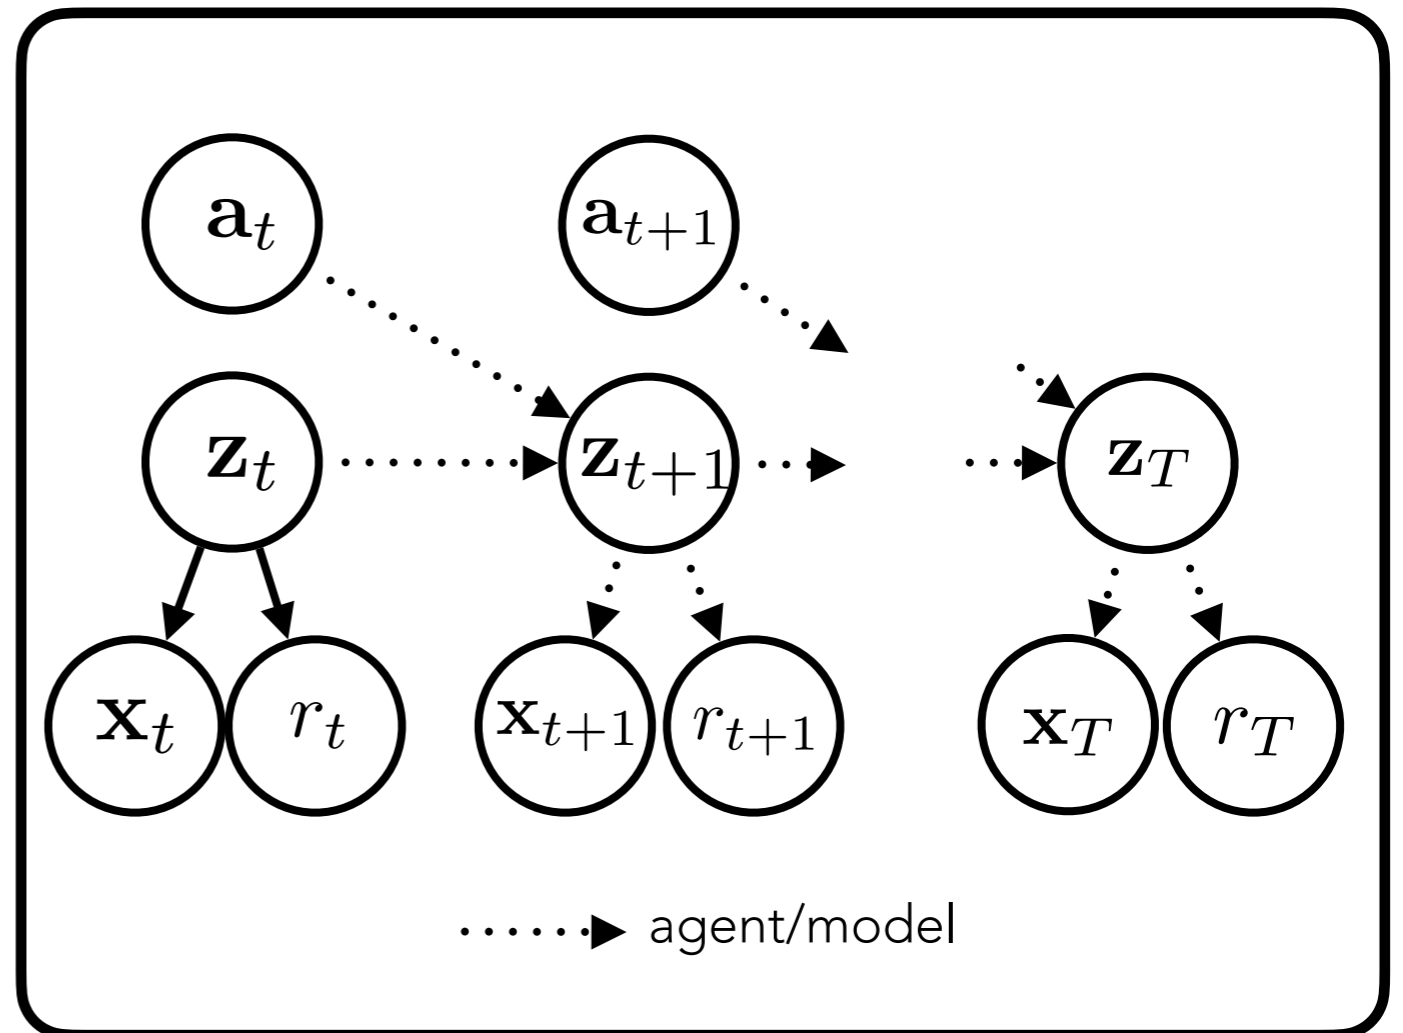 a_t a_{t+1}
z_t z_{t+1} z_T
x_t r_t x_{t+1} r_{t+1} x_T r_T
agent/model